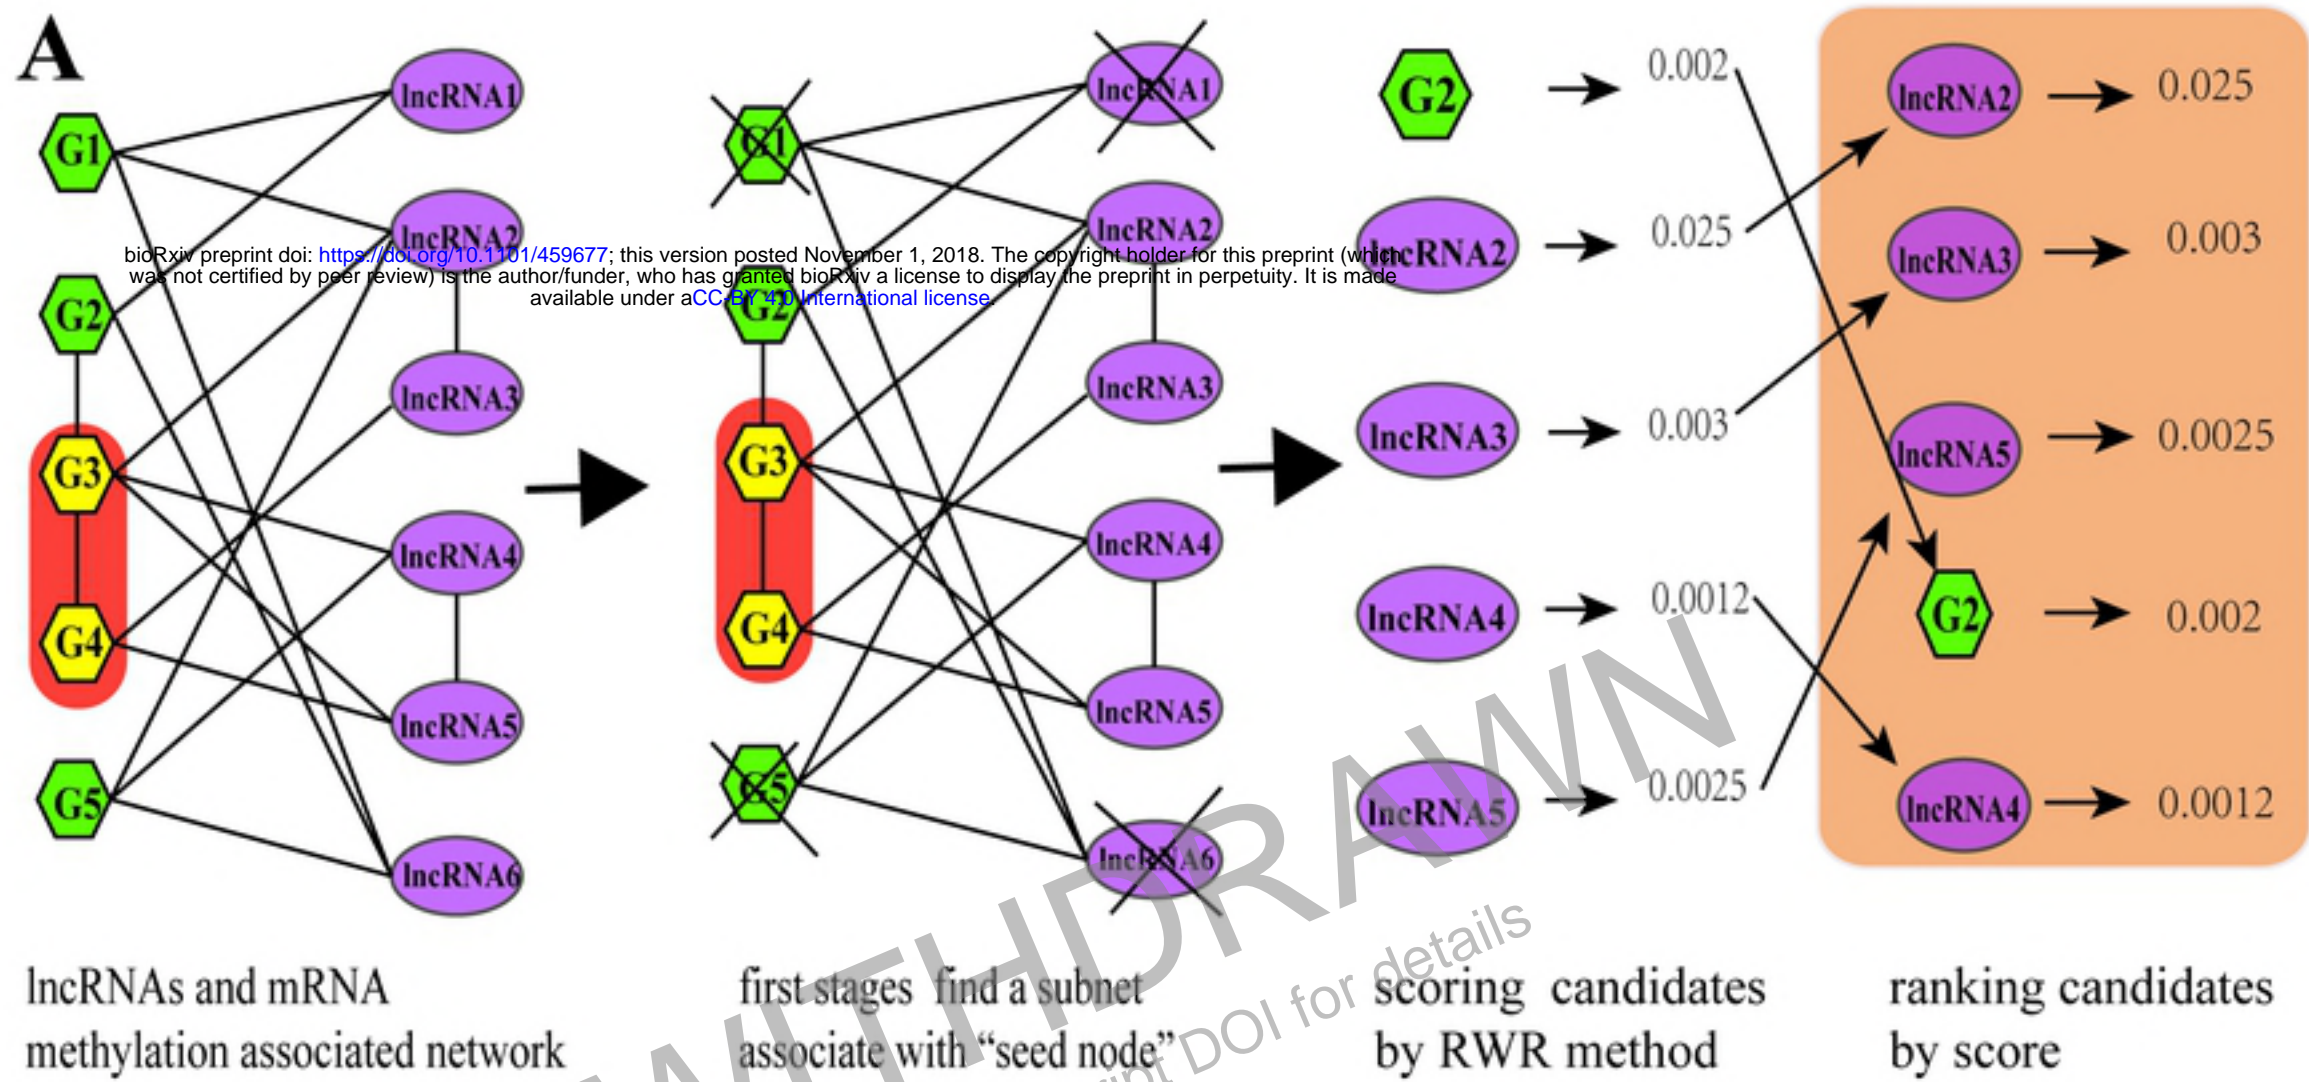 A
lncRNA1
G1
lncRNA2
G2
lncRNA3
G3
lncRNA4
G4
lncRNA5
G5
lncRNA6
lncRNAs and mRNA
methylation associated network
bioRxiv preprint doi: https://doi.org/10.1101/459677; this version posted November 1, 2018. The copyright holder for this preprint (which
was not certified by peer review) is the author/funder, who has granted bioRxiv a license to display the preprint in perpetuity. It is made
available under aCC-BY 4.0 International license.
lncRNA1
G1
lncRNA2
G2
lncRNA3
G3
lncRNA4
G4
lncRNA5
G5
lncRNA6
first stages find a subnet
associate with “seed node”
G2 0.002
lncRNA2 0.025
lncRNA3 0.003
lncRNA4 0.0012
lncRNA5 0.0025
scoring candidates
by RWR method
lncRNA2 0.025
lncRNA3 0.003
lncRNA5 0.0025
G2 0.002
lncRNA4 0.0012
ranking candidates
by score
WITHDRAWN
DOI for details